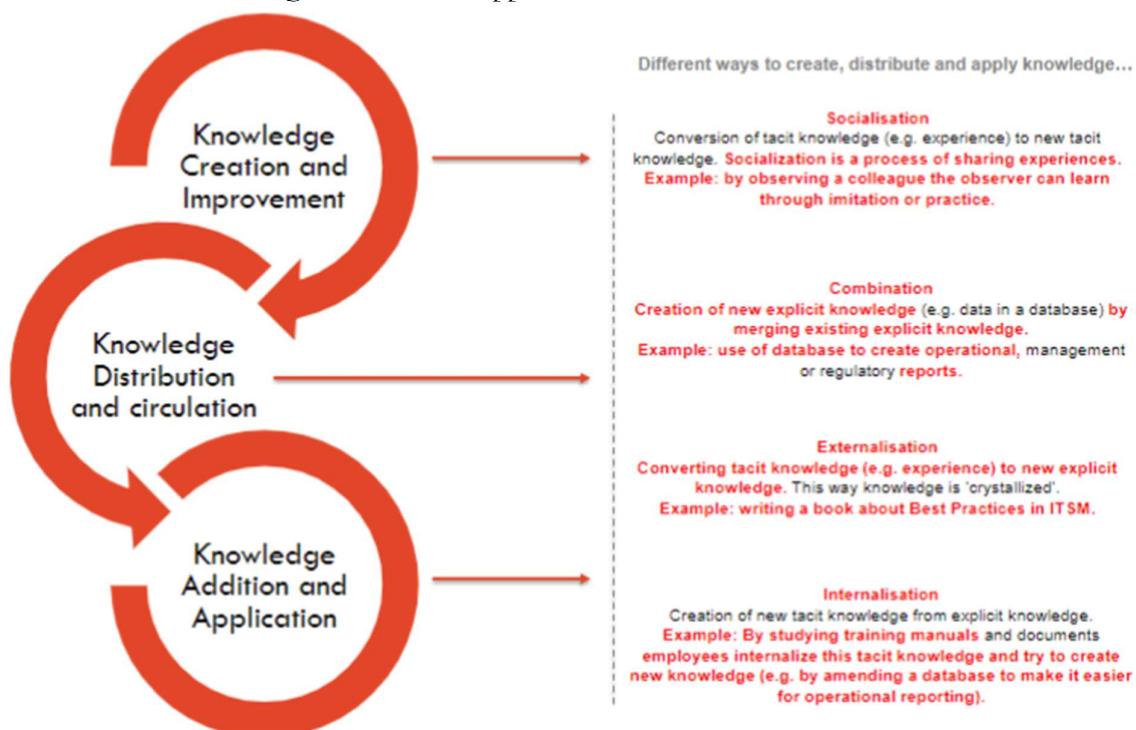 Different ways to create, distribute and apply knowledge…
Knowledge
Creation and
Improvement
Socialisation
Conversion of tacit knowledge (e.g. experience) to new tacit
knowledge. Socialization is a process of sharing experiences.
Example: by observing a colleague the observer can learn
through imitation or practice.
Knowledge
Distribution
and circulation
Combination
Creation of new explicit knowledge (e.g. data in a database) by
merging existing explicit knowledge.
Example: use of database to create operational, management
or regulatory reports.
Externalisation
Converting tacit knowledge (e.g. experience) to new explicit
knowledge. This way knowledge is 'crystallized'.
Example: writing a book about Best Practices in ITSM.
Knowledge
Addition and
Application
Internalisation
Creation of new tacit knowledge from explicit knowledge.
Example: By studying training manuals and documents
employees internalize this tacit knowledge and try to create
new knowledge (e.g. by amending a database to make it easier
for operational reporting).